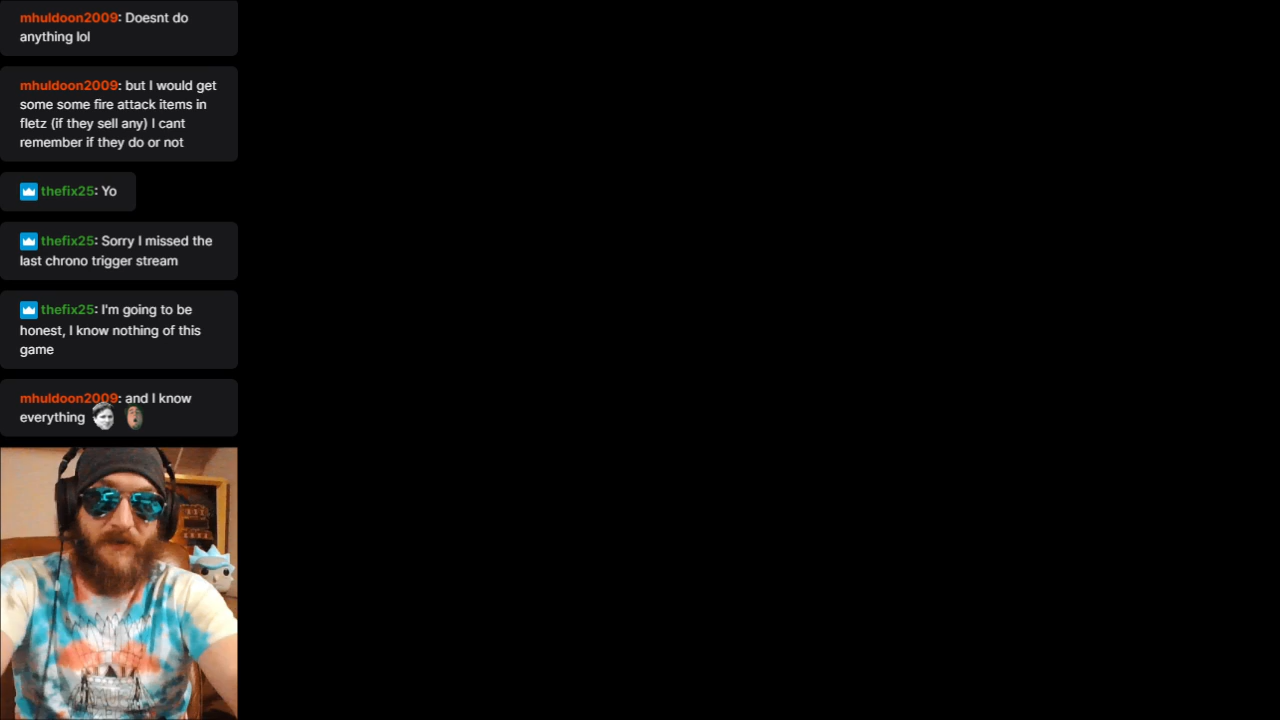 mhuldoon2009: Doesnt do
anything lol
mhuldoon2009: but I would get
some some fire attack items in
fletz (if they sell any) I cant
remember if they do or not
thefix25: Yo
thefix25: Sorry I missed the
last chrono trigger stream
thefix25: I'm going to be
honest, I know nothing of this
game
mhuldoon2009: and I know
everything